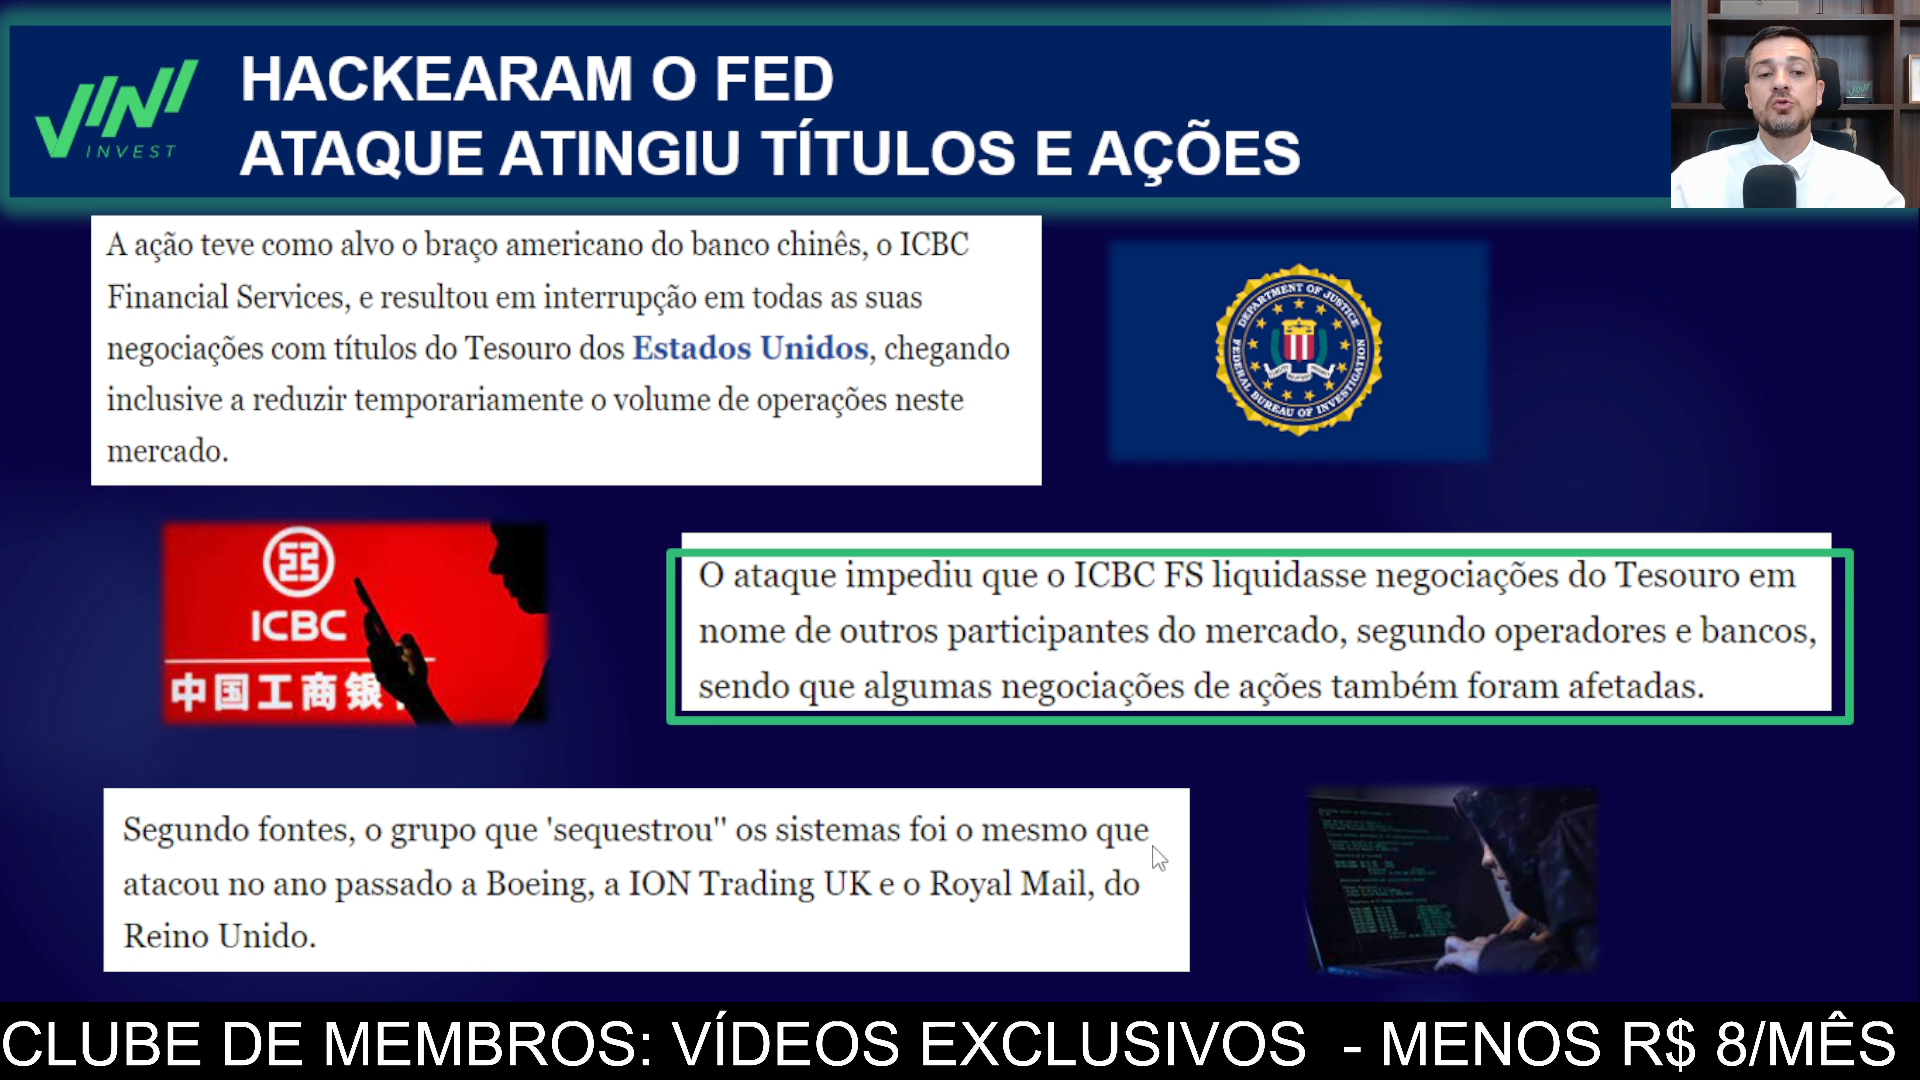 VINI
INVEST
HACKEARAM O FED
ATAQUE ATINGIU TÍTULOS E AÇÕES
A ação teve como alvo o braço americano do banco chinês, o ICBC
Financial Services, e resultou em interrupção em todas as suas
negociações com títulos do Tesouro dos Estados Unidos, chegando
inclusive a reduzir temporariamente o volume de operações neste
mercado.
DEPARTMENT OF JUSTICE
FEDERAL BUREAU OF INVESTIGATION
ICBC
中国工商银
O ataque impediu que o ICBC FS liquidasse negociações do Tesouro em
nome de outros participantes do mercado, segundo operadores e bancos,
sendo que algumas negociações de ações também foram afetadas.
Segundo fontes, o grupo que 'sequestrou'' os sistemas foi o mesmo que
atacou no ano passado a Boeing, a ION Trading UK e o Royal Mail, do
Reino Unido.
CLUBE DE MEMBROS: VÍDEOS EXCLUSIVOS - MENOS R$ 8/MÊS